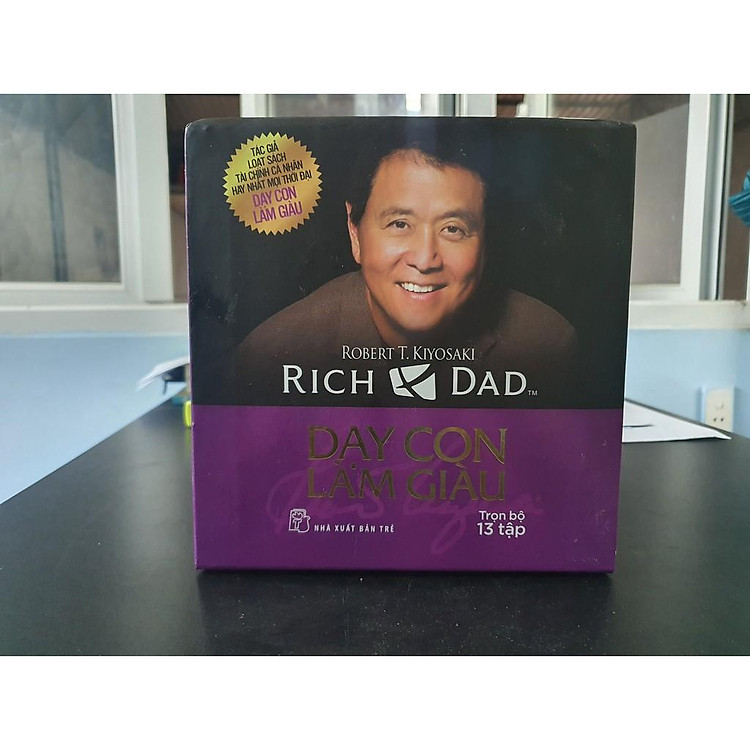 TÁC GIẢ
LOẠT SÁCH
TÀI CHÍNH CÁ NHÂN
HAY NHẤT MỌI THỜI ĐẠI
DẠY CON
LÀM GIÀU
ROBERT T. KIYOSAKI
RICH DAD™
DẠY CON
LÀM GIÀU
Trọn bộ
13 tập
NHÀ XUẤT BẢN TRẺ